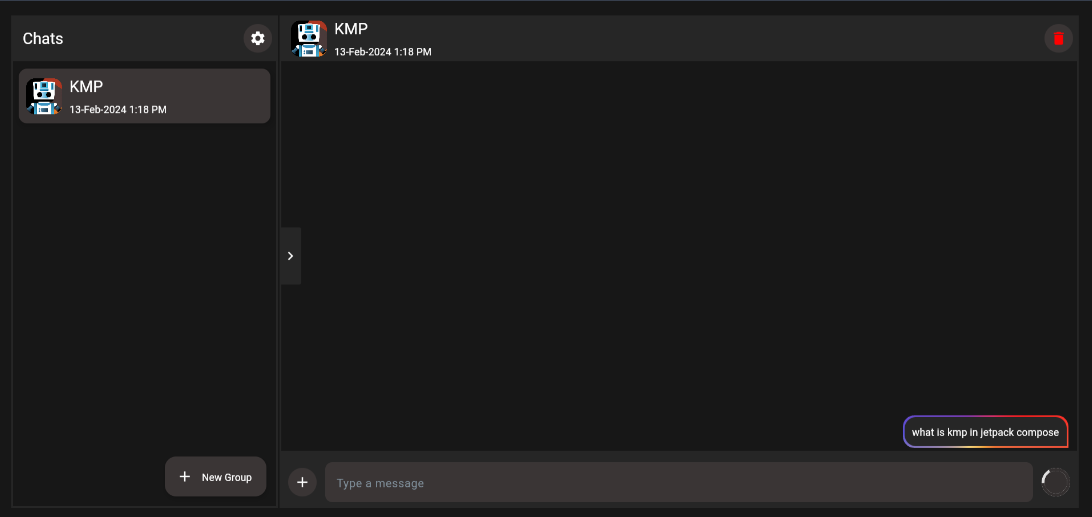 Chats
KMP
13-Feb-2024 1:18 PM
New Group
KMP
13-Feb-2024 1:18 PM
what is kmp in jetpack compose
Type a message